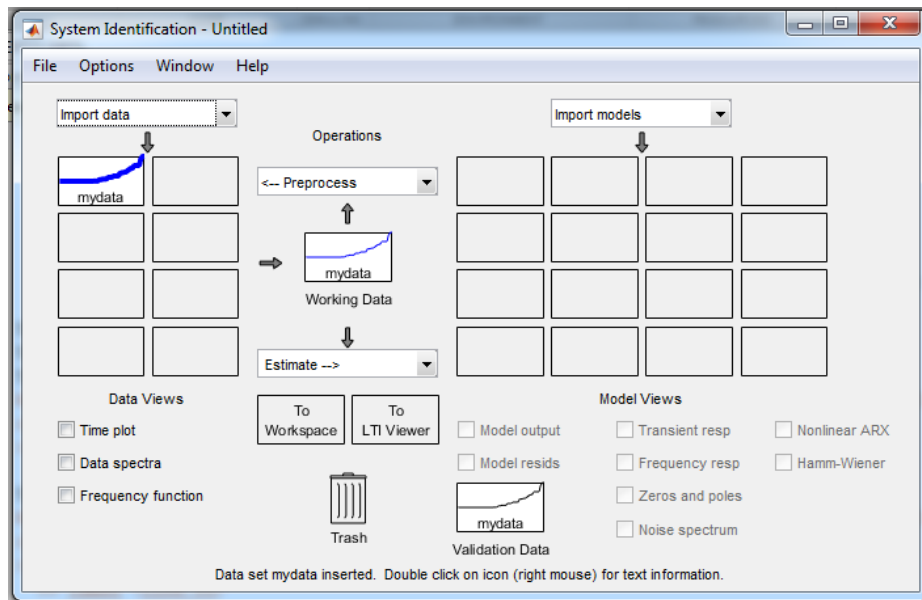 System Identification - Untitled
File Options Window Help
Import data
Import models
Operations
mydata
<-- Preprocess
mydata
Working Data
Estimate -->
Data Views
Time plot
Data spectra
Frequency function
To Workspace
To LTI Viewer
Trash
Model Views
Model output
Transient resp
Nonlinear ARX
Model resids
Frequency resp
Hamm-Wiener
Zeros and poles
Noise spectrum
mydata
Validation Data
Data set mydata inserted. Double click on icon (right mouse) for text information.